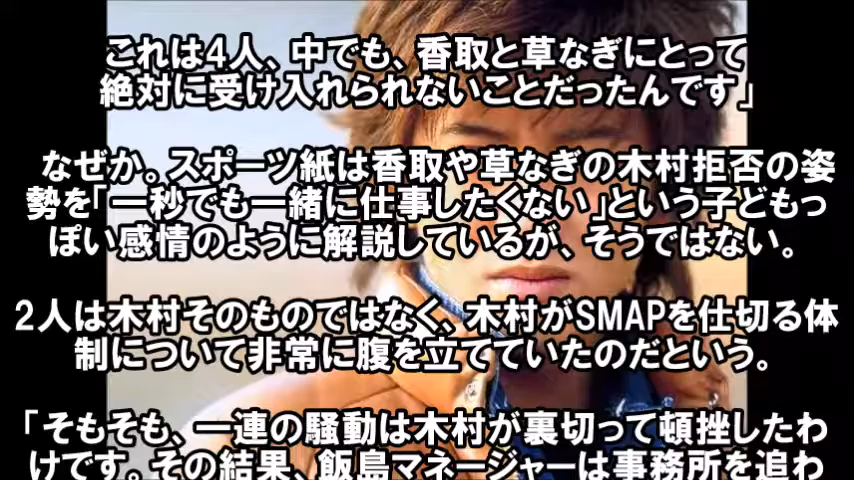 これは４人、中でも、香取と草なぎにとって
絶対に受け入れられないことだったんです」
なぜか。スポーツ紙は香取や草なぎの木村拒否の姿
勢を「一秒でも一緒に仕事したくない」という子どもっ
ぽい感情のように解説しているが、そうではない。
２人は木村そのものではなく、木村がSMAPを仕切る体
制について非常に腹を立てていたのだという。
「そもそも、一連の騒動は木村が裏切って頓挫したわ
けです。その結果、飯島マネージャーは事務所を追わ